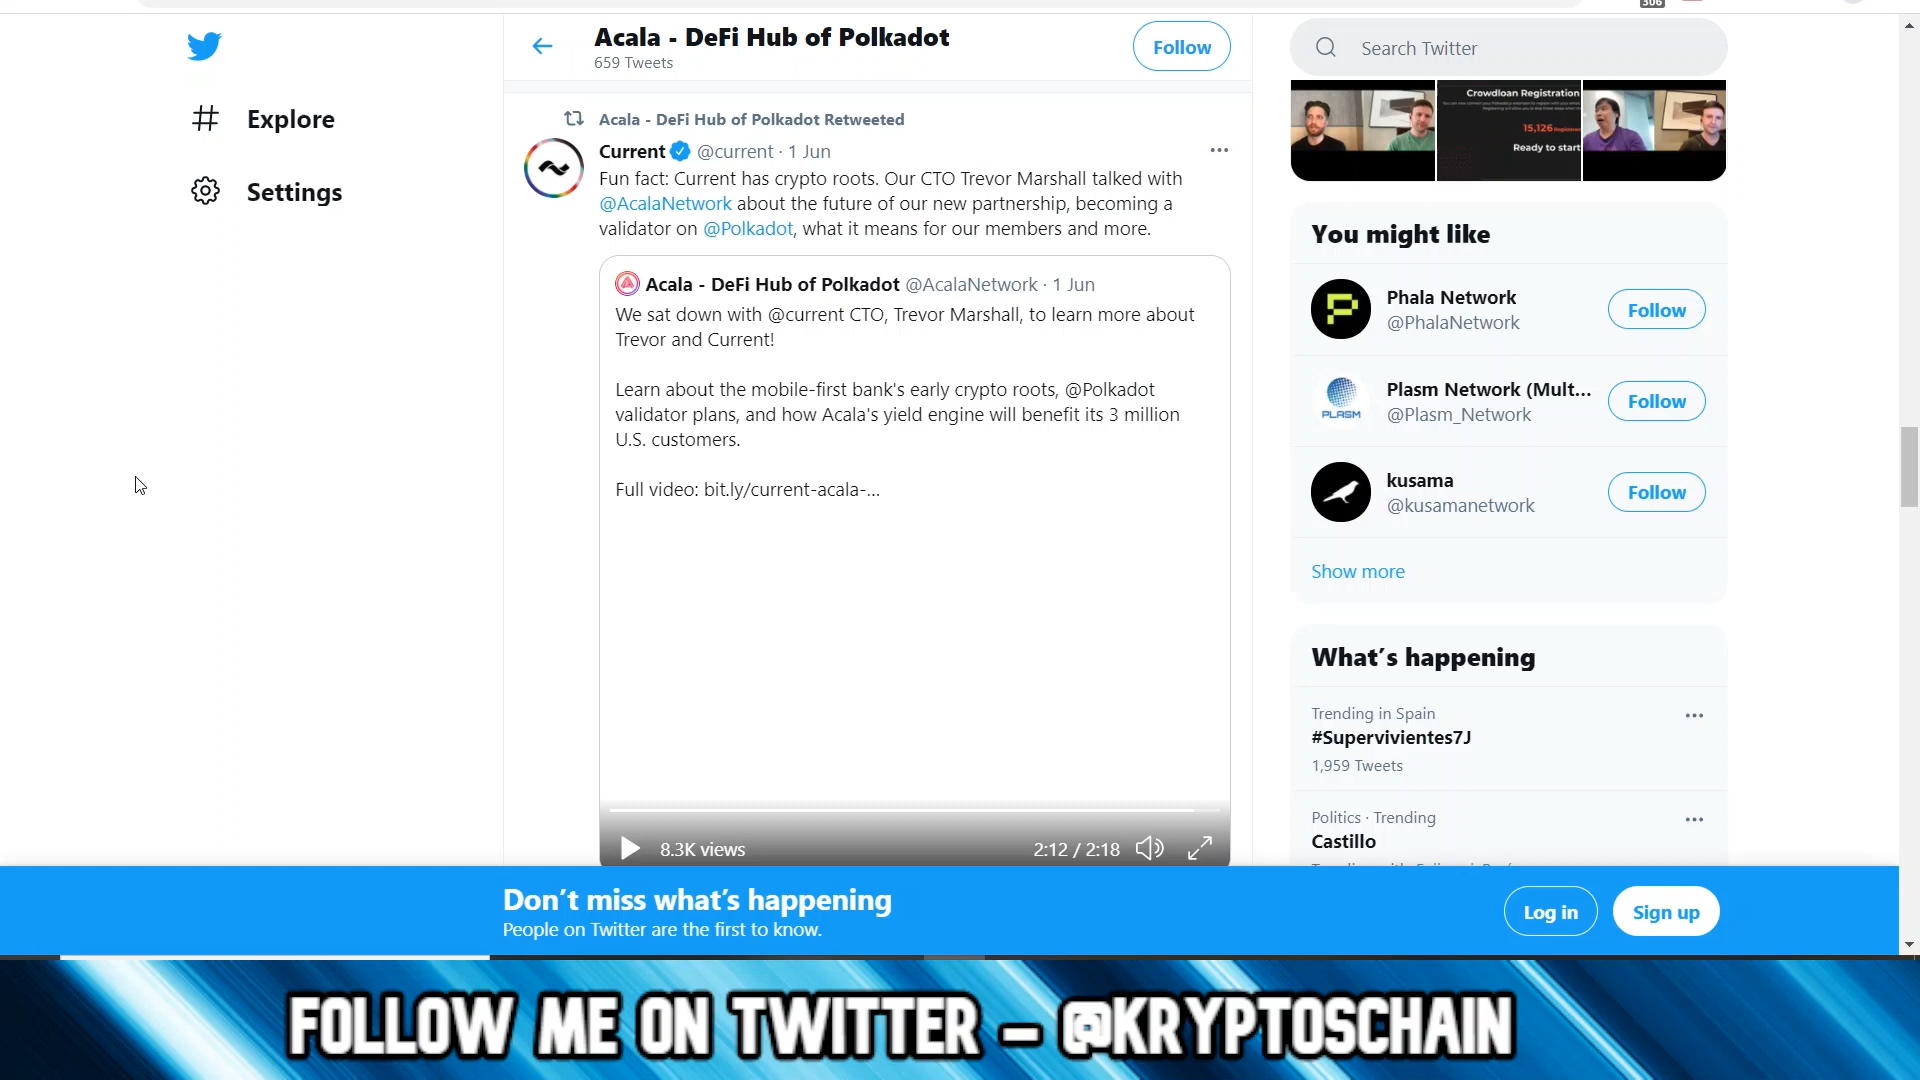 306
Acala - DeFi Hub of Polkadot
659 Tweets
Follow
Search Twitter
Explore
Settings
Acala - DeFi Hub of Polkadot Retweeted
Current @current · 1 Jun
Fun fact: Current has crypto roots. Our CTO Trevor Marshall talked with
@AcalaNetwork about the future of our new partnership, becoming a
validator on @Polkadot, what it means for our members and more.
Acala - DeFi Hub of Polkadot @AcalaNetwork · 1 Jun
We sat down with @current CTO, Trevor Marshall, to learn more about
Trevor and Current!
Learn about the mobile-first bank's early crypto roots, @Polkadot
validator plans, and how Acala's yield engine will benefit its 3 million
U.S. customers.
Full video: bit.ly/current-acala-...
8.3K views
2:12 / 2:18
Crowdloan Registration
15,126
Ready to start
You might like
Phala Network
@PhalaNetwork
Follow
PLASM
Plasm Network (Mult...
@Plasm_Network
Follow
kusama
@kusamanetwork
Follow
Show more
What's happening
Trending in Spain
#Supervivientes7J
1,959 Tweets
Politics · Trending
Castillo
Don't miss what's happening
People on Twitter are the first to know.
Log in
Sign up
FOLLOW ME ON TWITTER – @KRYPTOSCHAIN